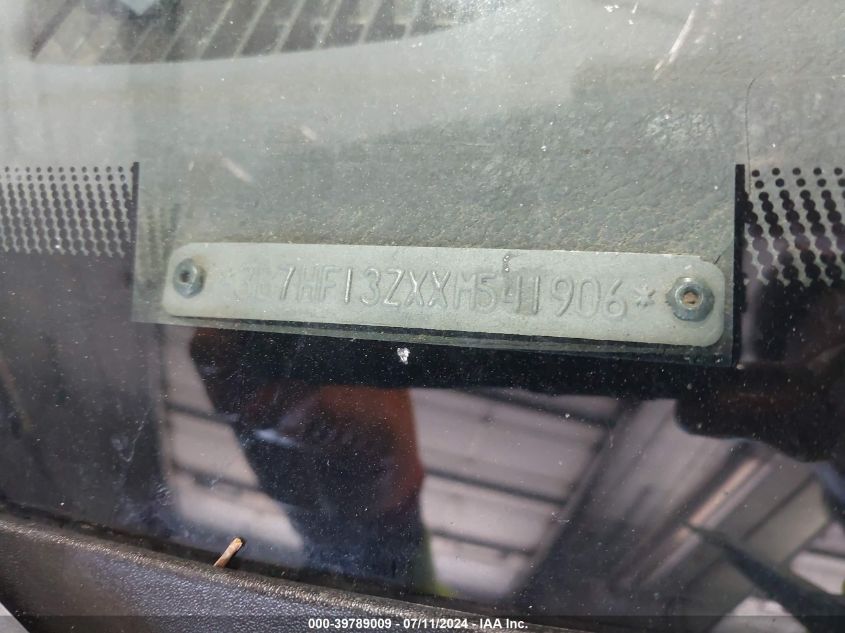 *3B7HF13ZXXM541906*
000-39789009 - 07/11/2024 - IAA Inc.